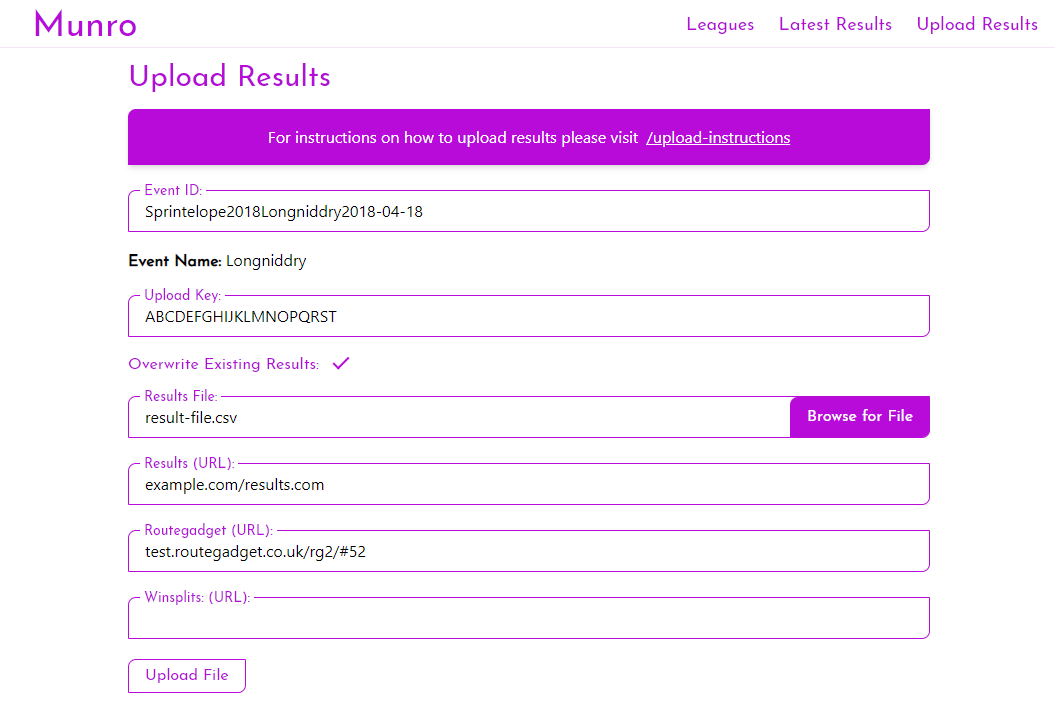 Munro
Leagues Latest Results Upload Results
Upload Results
For instructions on how to upload results please visit /upload-instructions
Event ID:
Sprintelope2018Longniddry2018-04-18
Event Name: Longniddry
Upload Key:
ABCDEFGHIJKLMNOPQRST
Overwrite Existing Results:
Results File:
result-file.csv
Browse for File
Results (URL):
example.com/results.com
Routegadget (URL):
test.routegadget.co.uk/rg2/#52
Winsplits: (URL):
Upload File